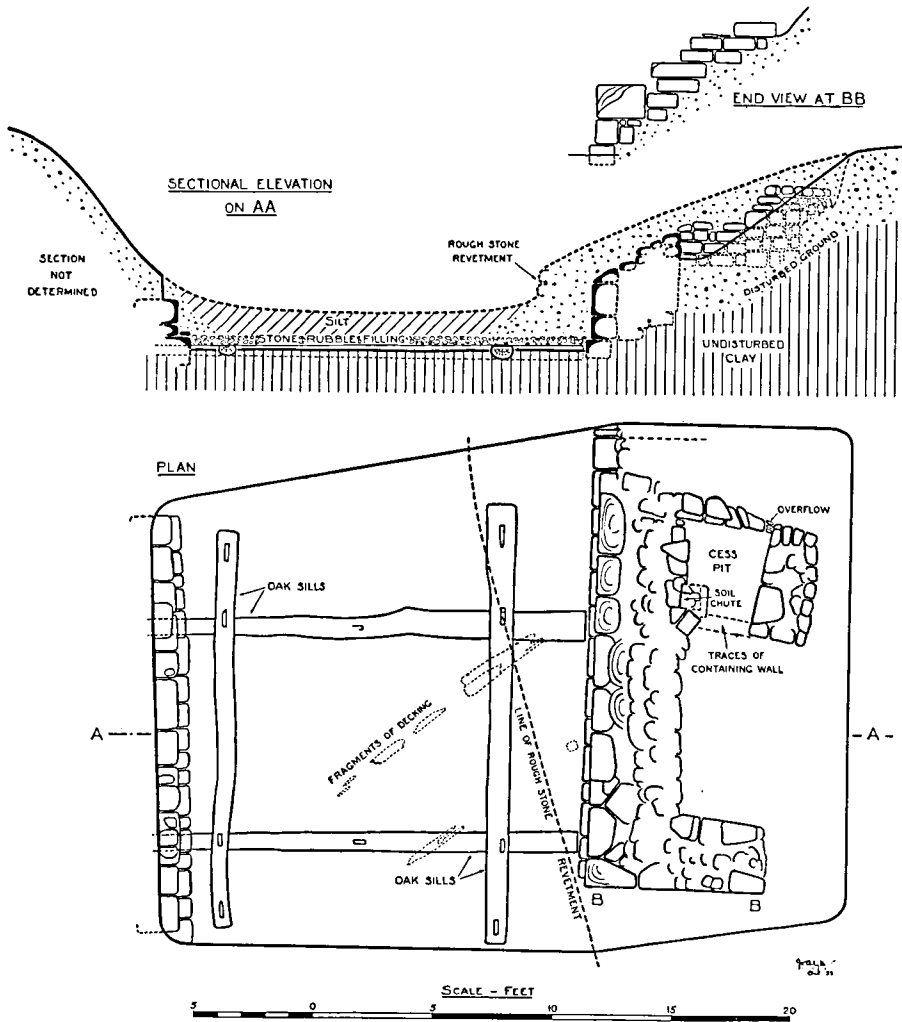 END VIEW AT BB
SECTIONAL ELEVATION
ON AA
SECTION
NOT
DETERMINED
ROUGH STONE
REVETMENT
DISTURBED GROUND
SILT
STONE RUBBLE FILLING
UNDISTURBED
CLAY
PLAN
OVERFLOW
CESS
PIT
SOIL
CHUTE
OAK SILLS
TRACES OF
CONTAINING WALL
FRAGMENTS OF DECKING
LINE OF ROUGH STONE
REVETMENT
A
A
OAK SILLS
B
B
SCALE - FEET
5 0 5 10 15 20